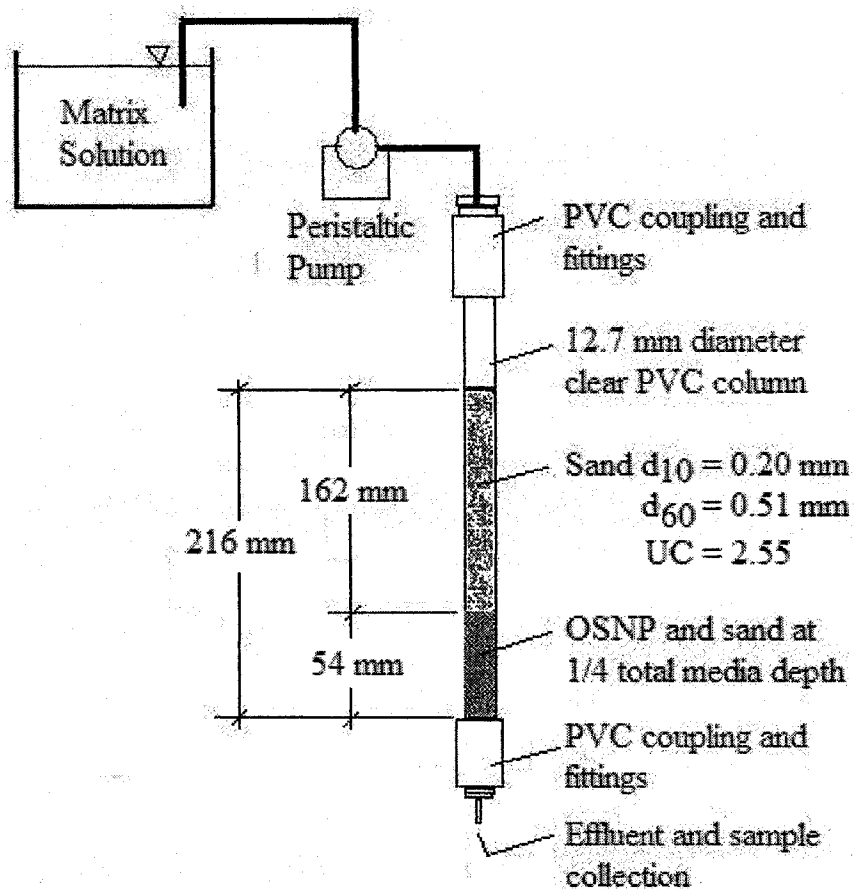 Matrix
Solution
Peristaltic
Pump
PVC coupling and
fittings
12.7 mm diameter
clear PVC column
216 mm
162 mm
Sand d10 = 0.20 mm
d60 = 0.51 mm
UC = 2.55
54 mm
OSNP and sand at
1/4 total media depth
PVC coupling and
fittings
Effluent and sample
collection